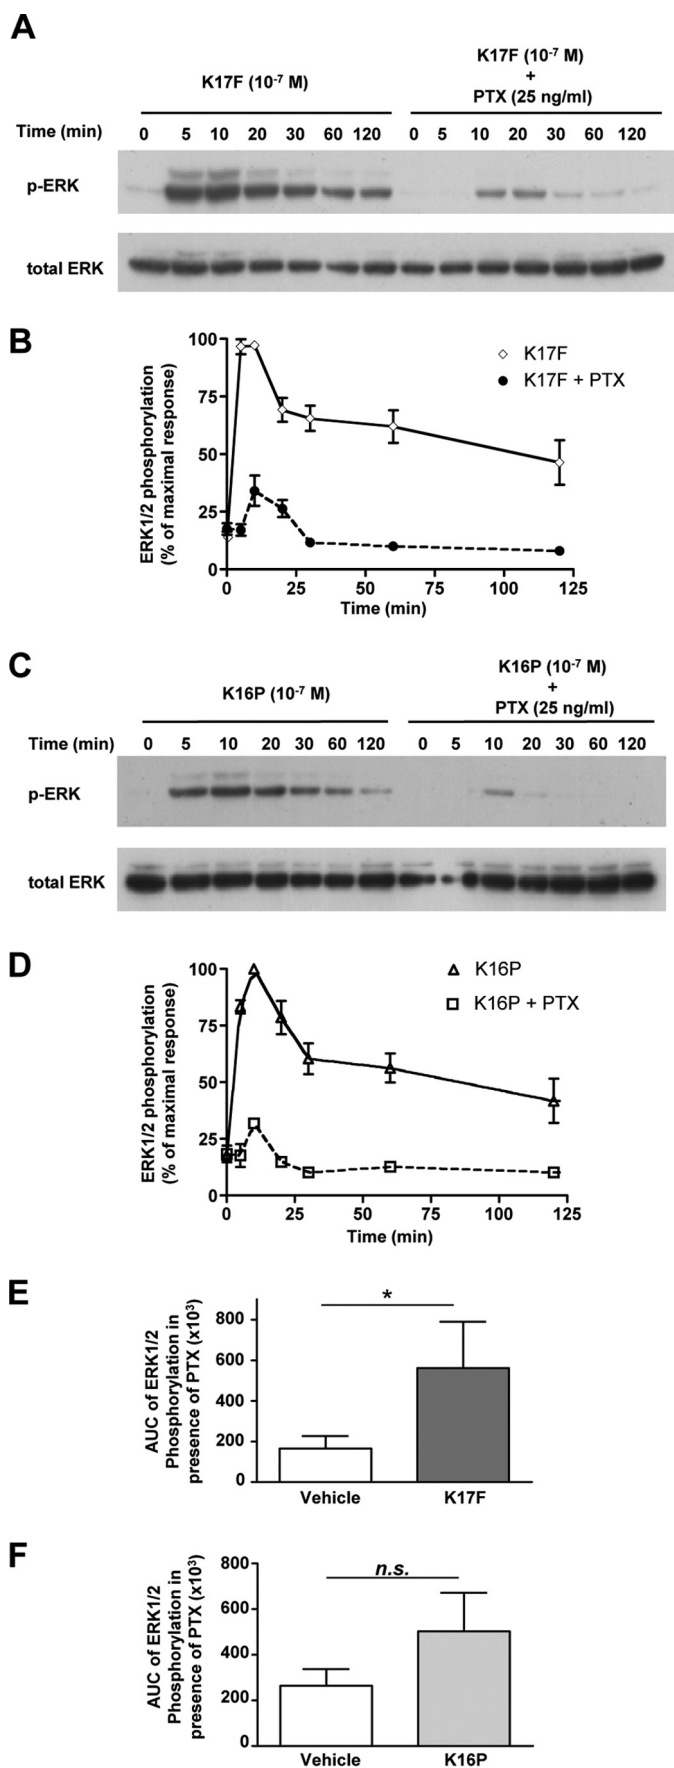 A
K17F (10⁻⁷ M)
K17F (10⁻⁷ M)
+
PTX (25 ng/ml)
Time (min) 0 5 10 20 30 60 120 0 5 10 20 30 60 120
p-ERK
total ERK
B
ERK1/2 phosphorylation
(% of maximal response)
100
75
50
25
0
0 25 50 75 100 125
Time (min)
K17F
K17F + PTX
C
K16P (10⁻⁷ M)
K16P (10⁻⁷ M)
+
PTX (25 ng/ml)
Time (min) 0 5 10 20 30 60 120 0 5 10 20 30 60 120
p-ERK
total ERK
D
ERK1/2 phosphorylation
(% of maximal response)
100
75
50
25
0
0 25 50 75 100 125
Time (min)
K16P
K16P + PTX
E
AUC of ERK1/2
Phosphorylation in
presence of PTX (x10³)
800
600
400
200
0
*
Vehicle K17F
F
AUC of ERK1/2
Phosphorylation in
presence of PTX (x10³)
800
600
400
200
0
n.s.
Vehicle K16P